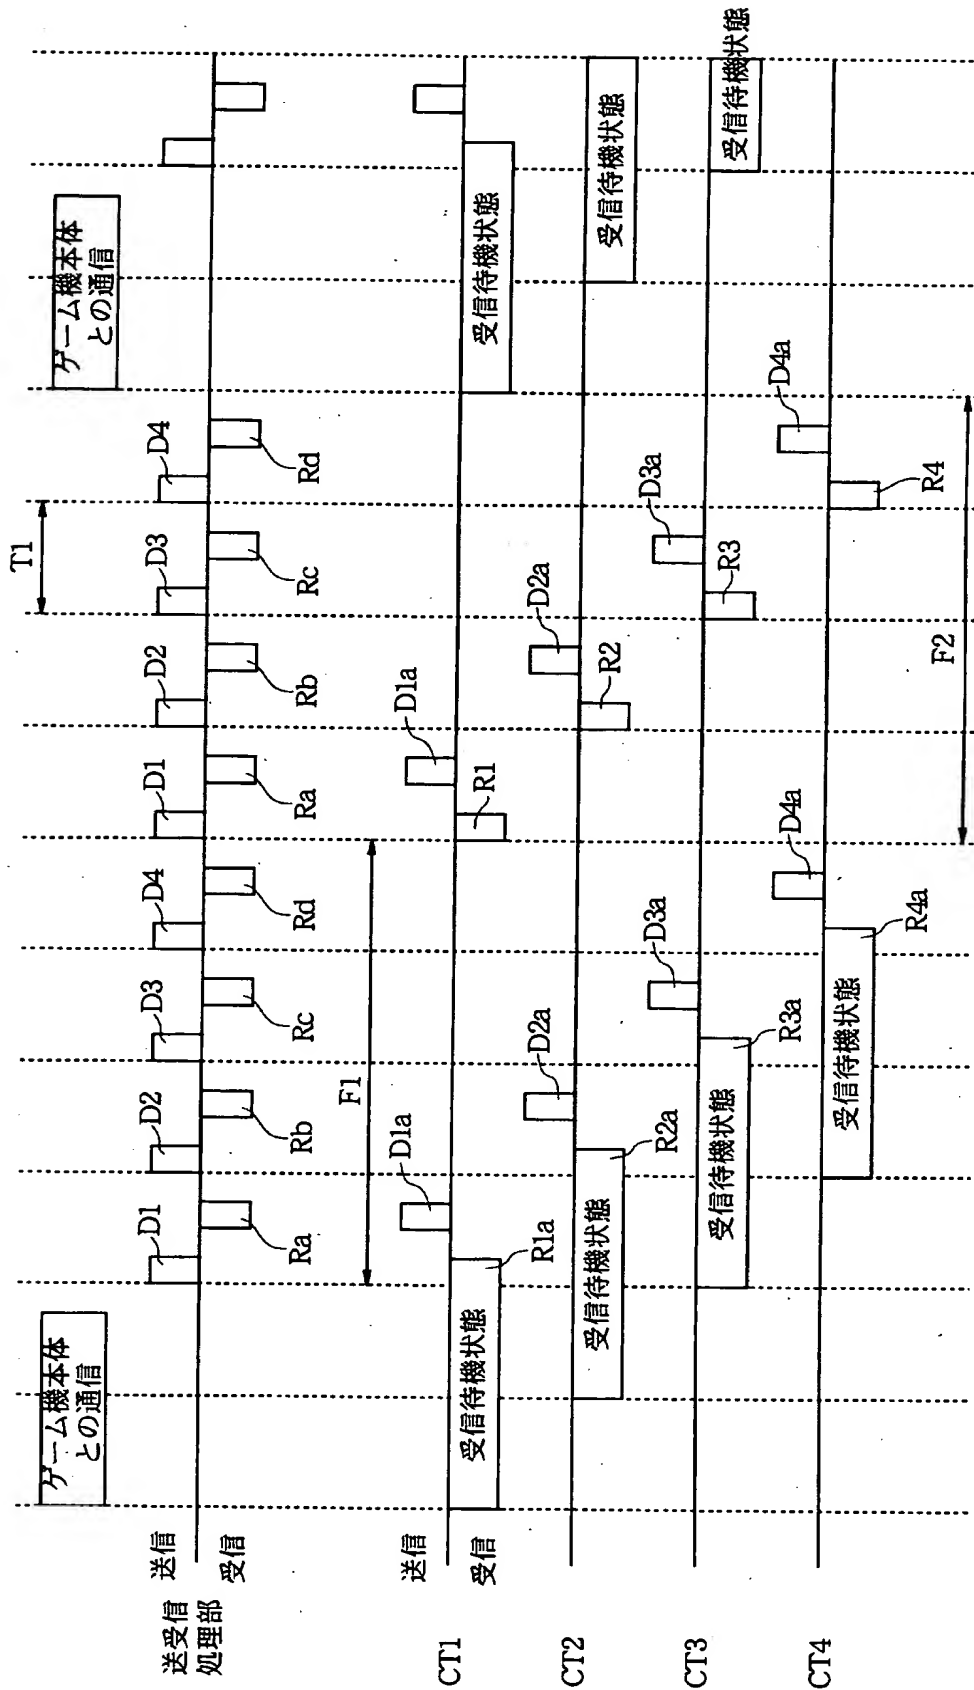 ゲーム機本体
との通信
ゲーム機本体
との通信
T1
送受信
処理部
送信
D1
D2
D3
D4
D1
D2
D3
D4
受信
Ra
Rb
Rc
Rd
Ra
Rb
Rc
Rd
F1
CT1
送信
D1a
D1a
受信
受信待機状態
R1a
R1
受信待機状態
CT2
D2a
D2a
受信待機状態
R2a
R2
受信待機状態
CT3
D3a
D3a
受信待機状態
R3a
R3
受信待機状態
CT4
D4a
D4a
受信待機状態
R4a
R4
F2